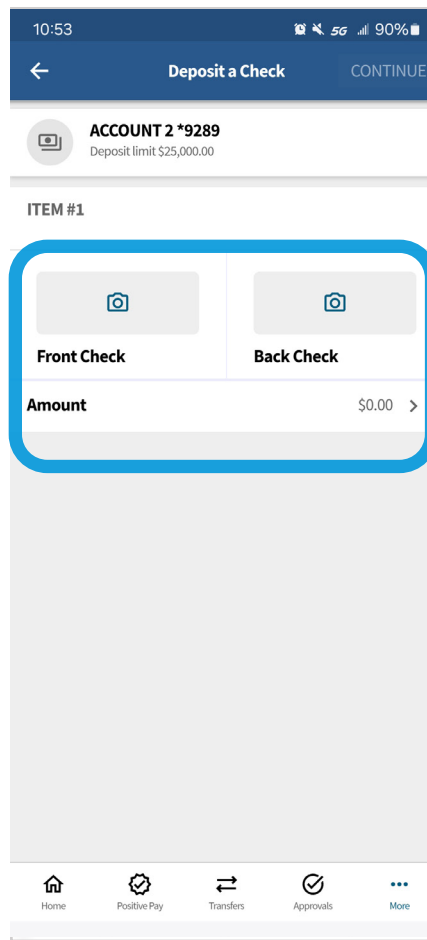 10:53 5G 90%
Deposit a Check CONTINUE
ACCOUNT 2 *9289
Deposit limit $25,000.00
ITEM #1
Front Check Back Check
Amount $0.00
Home Positive Pay Transfers Approvals More